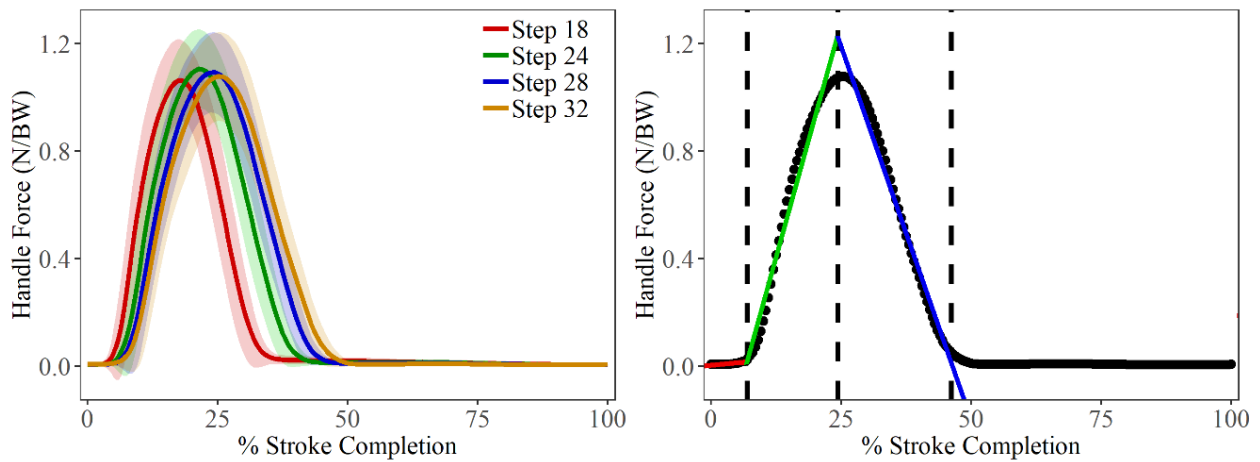 Handle Force (N/BW)
1.2
0.8
0.4
0.0
Step 18
Step 24
Step 28
Step 32
0 25 50 75 100
% Stroke Completion
Handle Force (N/BW)
1.2
0.8
0.4
0.0
0 25 50 75 100
% Stroke Completion